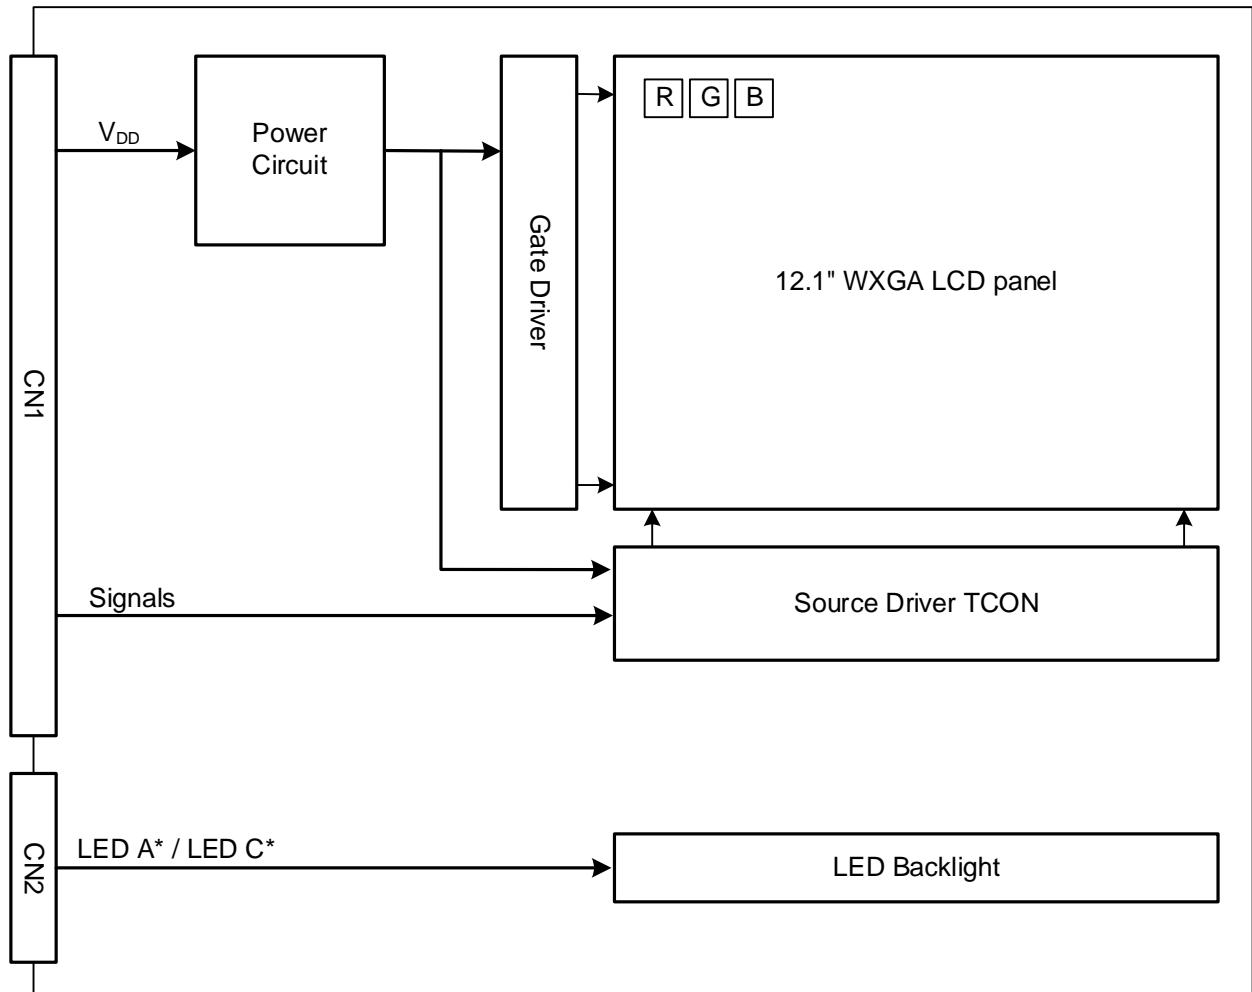 R G B
V_DD
Power
Circuit
Gate Driver
12.1" WXGA LCD panel
CN1
Signals
Source Driver TCON
CN2
LED A* / LED C*
LED Backlight